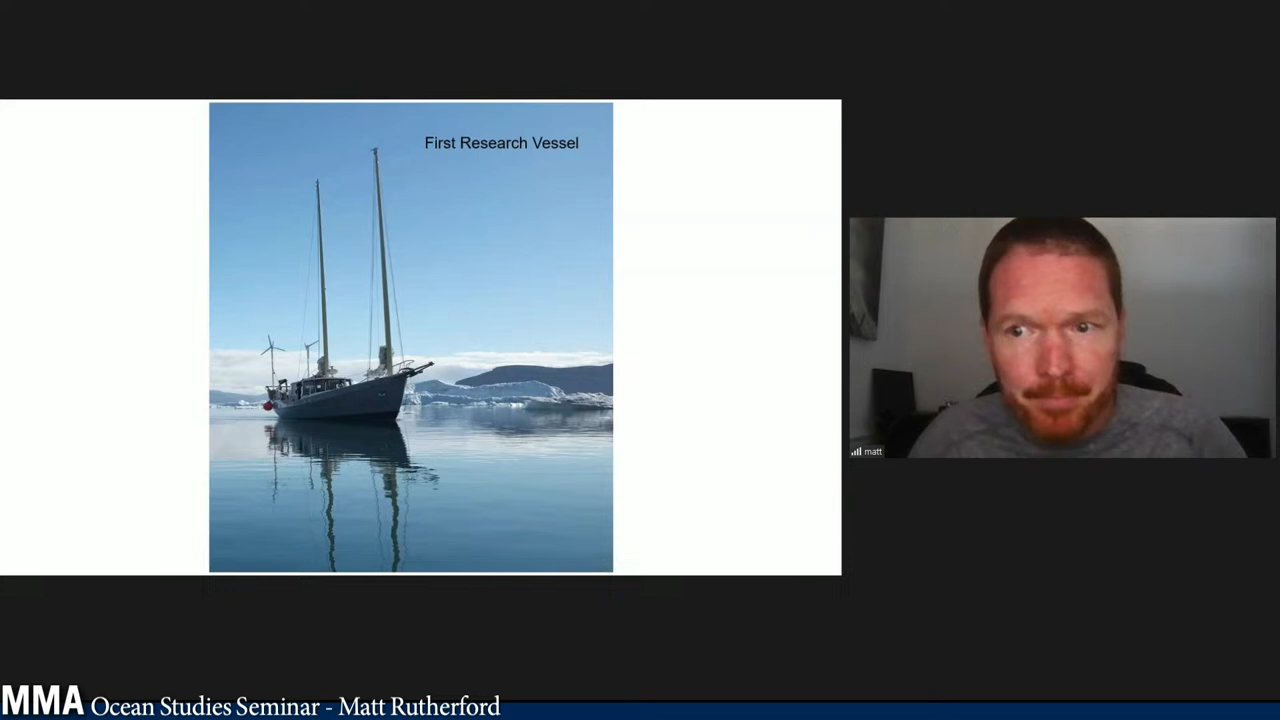 First Research Vessel
matt
MMA Ocean Studies Seminar - Matt Rutherford